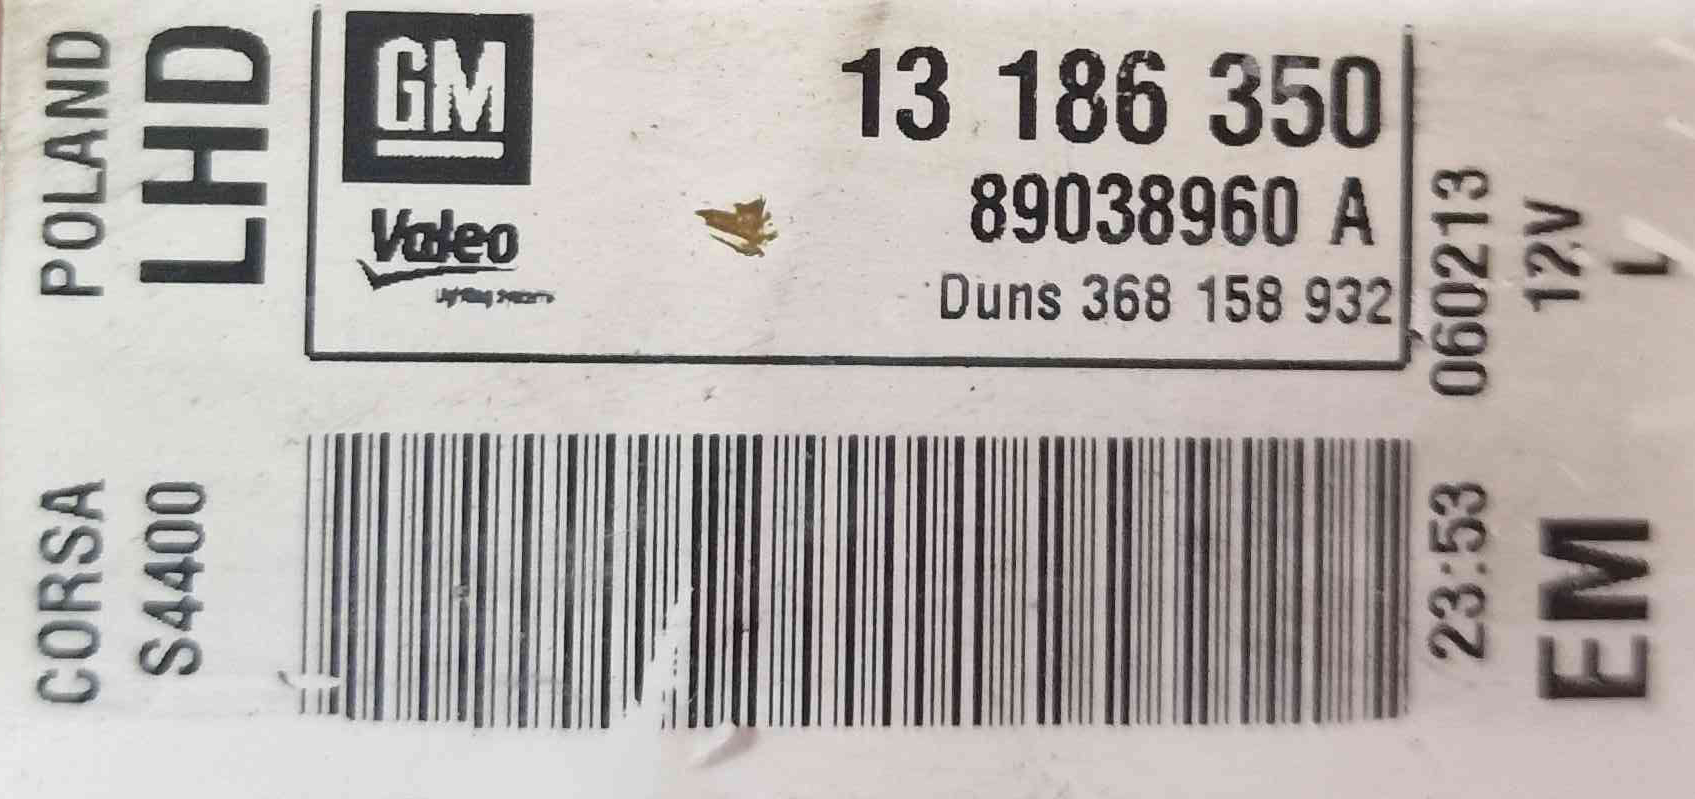 POLAND
LHD
GM
Valeo
13 186 350
89038960 A
Duns 368 158 932
060213
12V
L
CORSA
S4400
23:53
EM